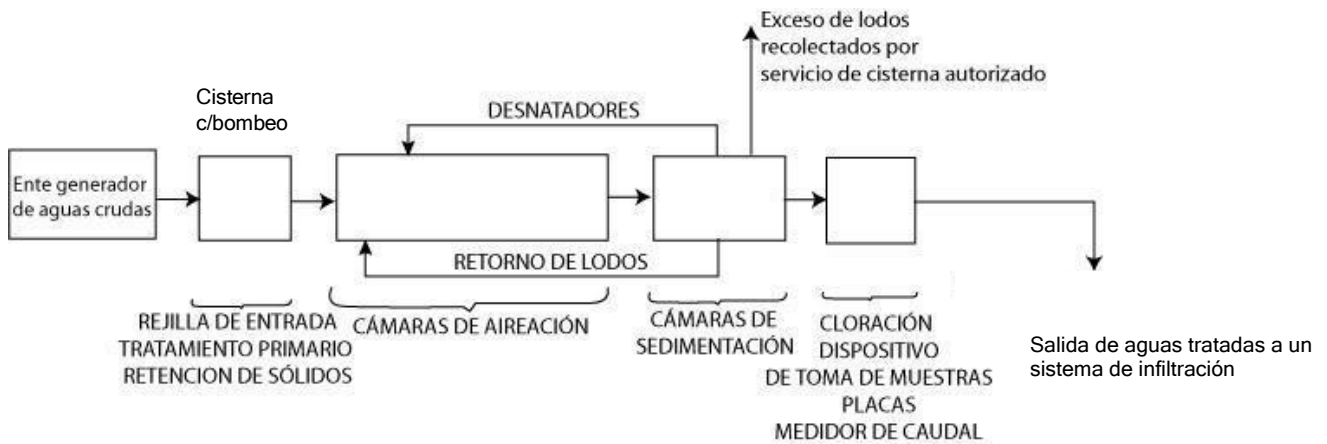 Exceso de lodos
recolectados por
servicio de cisterna autorizado
Cisterna
c/bombeo
DESNATADORES
Ente generador
de aguas crudas
RETORNO DE LODOS
REJILLA DE ENTRADA
TRATAMIENTO PRIMARIO
RETENCION DE SÓLIDOS
CÁMARAS DE AIREACIÓN
CÁMARAS DE
SEDIMENTACIÓN
CLORACIÓN
DISPOSITIVO
DE TOMA DE MUESTRAS
PLACAS
MEDIDOR DE CAUDAL
Salida de aguas tratadas a un
sistema de infiltración